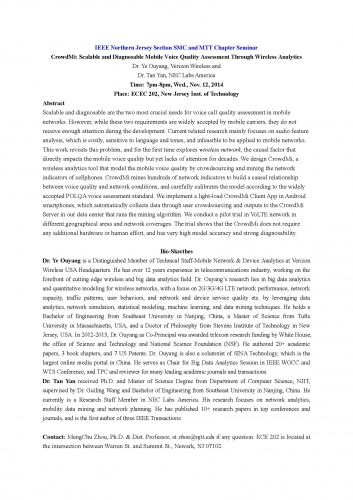 IEEE Northern Jersey Section SMC and MTT Chapter Seminar
CrowdMi: Scalable and Diagnosable Mobile Voice Quality Assessment Through Wireless Analytics
Dr. Ye Ouyang, Verizon Wireless and
Dr. Tan Yan, NEC Labs America
Time: 7pm-8pm, Wed., Nov. 12, 2014
Place: ECEC 202, New Jersey Inst. of Technology
Abstract
Scalable and diagnosable are the two most crucial needs for voice call quality assessment in mobile
networks. However, while these two requirements are widely accepted by mobile carriers, they do not
receive enough attention during the development. Current related research mainly focuses on audio feature
analysis, which is costly, sensitive to language and tones, and infeasible to be applied to mobile networks.
This work revisits this problem, and for the first time explores wireless network, the causal factor that
directly impacts the mobile voice quality but yet lacks of attention for decades. We design CrowdMi, a
wireless analytics tool that model the mobile voice quality by crowdsourcing and mining the network
indicators of cellphones. CrowdMi mines hundreds of network indicators to build a causal relationship
between voice quality and network conditions, and carefully calibrates the model according to the widely
accepted POLQA voice assessment standard. We implement a light-load CrowdMi Client App in Android
smartphones, which automatically collects data through user crowdsourcing and outputs to the CrowdMi
Server in our data center that runs the mining algorithm. We conduct a pilot trial in VoLTE network in
different geographical areas and network coverages. The trial shows that the CrowdMi does not require
any additional hardware or human effort, and has very high model accuracy and strong diagnosability.
Bio-Skecthes
Dr. Ye Ouyang is a Distinguished Member of Technical Staff-Mobile Network & Device Analytics at Verizon
Wireless USA Headquarters. He has over 12 years experience in telecommunications industry, working on the
forefront of cutting edge wireless and big data analytics field. Dr. Ouyang's research lies in big data analytics
and quantitative modeling for wireless networks, with a focus on 2G/3G/4G LTE network performance, network
capacity, traffic patterns, user behaviors, and network and device service quality etc. by leveraging data
analytics, network simulation, statistical modeling, machine learning, and data mining techniques. He holds a
Bachelor of Engineering from Southeast University in Nanjing, China, a Master of Science from Tufts
University in Massachusetts, USA, and a Doctor of Philosophy from Stevens Institute of Technology in New
Jersey, USA. In 2012-2013, Dr. Ouyang as Co-Principal was awarded telecom research funding by White House,
the office of Science and Technology and National Science Foundation (NSF). He authored 20+ academic
papers, 3 book chapters, and 7 US Patents. Dr. Ouyang is also a columnist of SINA Technology, which is the
largest online media portal in China. He serves as Chair for Big Data Analytics Session in IEEE WOCC and
WTS Conference, and TPC and reviewer for many leading academic journals and transactions.
Dr. Tan Yan received Ph.D. and Master of Science Degree from Department of Computer Science, NJIT,
supervised by Dr. Guiling Wang and Bachelor of Engineering from Southeast University in Nanjing, China. He
currently is a Research Staff Member in NEC Labs America. His research focuses on network analytics,
mobility data mining and network planning. He has published 10+ research papers in top conferences and
journals, and is the first author of these IEEE Transactions.
Contact: MengChu Zhou, Ph.D. & Dist. Professor, at zhou@njit.edu if any question. ECE 202 is located at
the intersection between Warren St. and Summit St., Newark, NJ 07102.